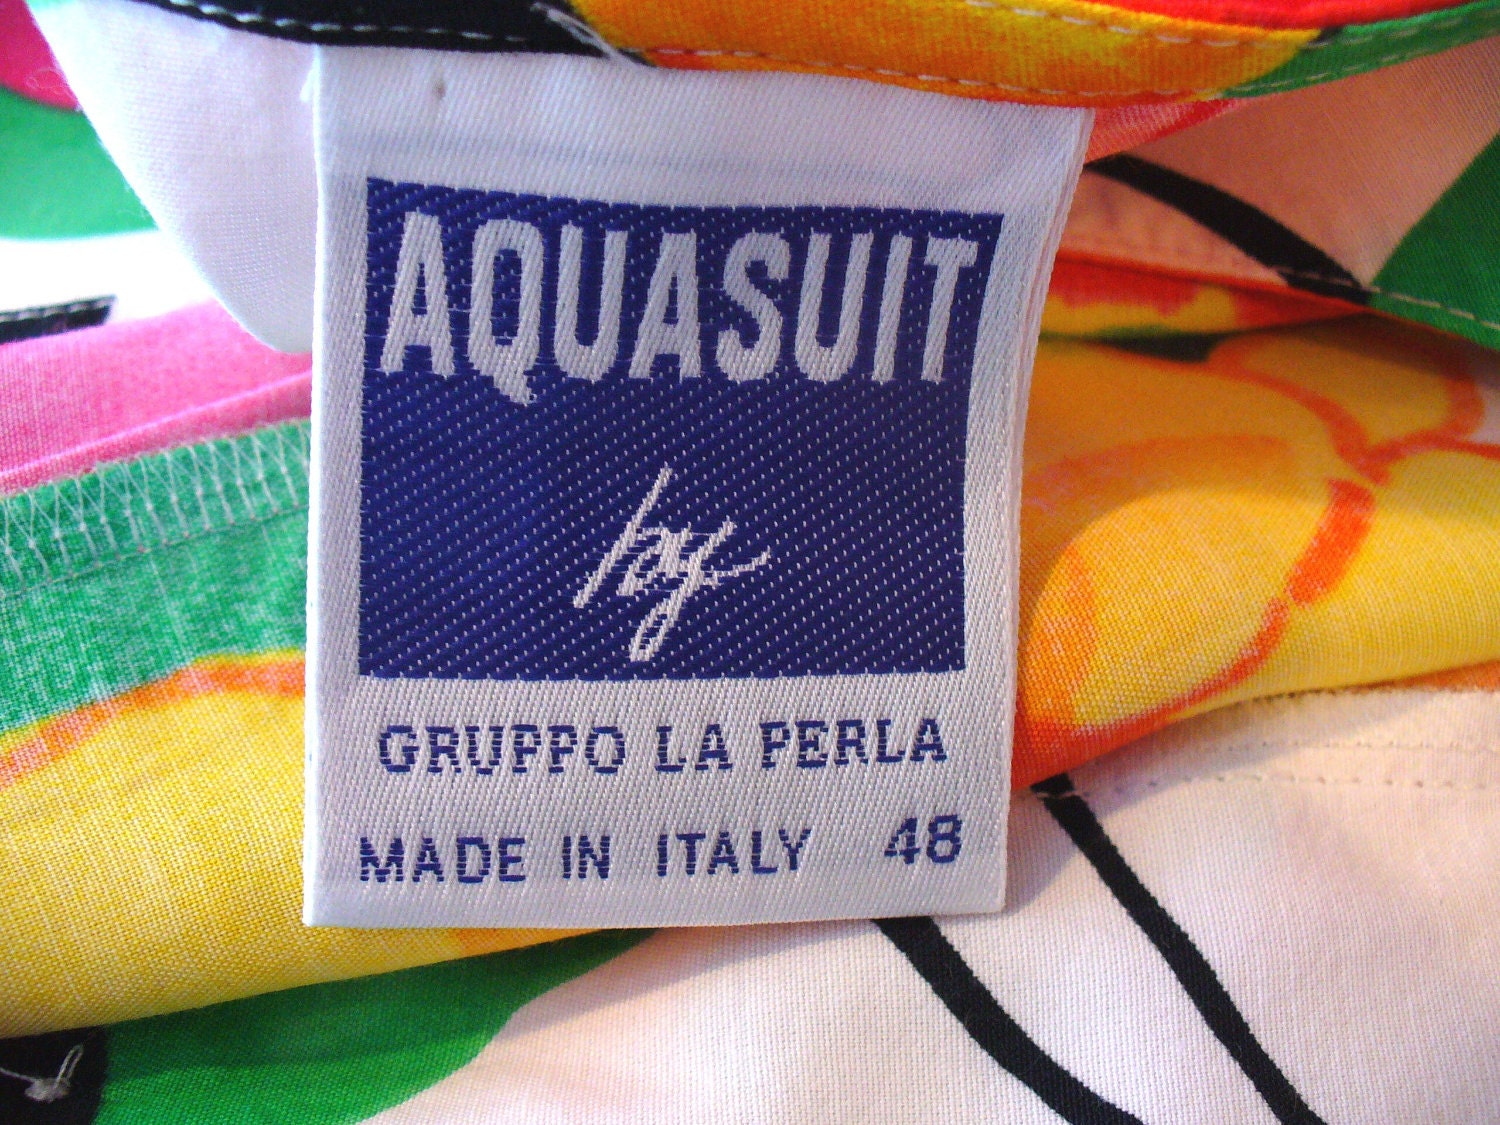 AQUASUIT
by
GRUPPO LA PERLA
MADE IN ITALY 48